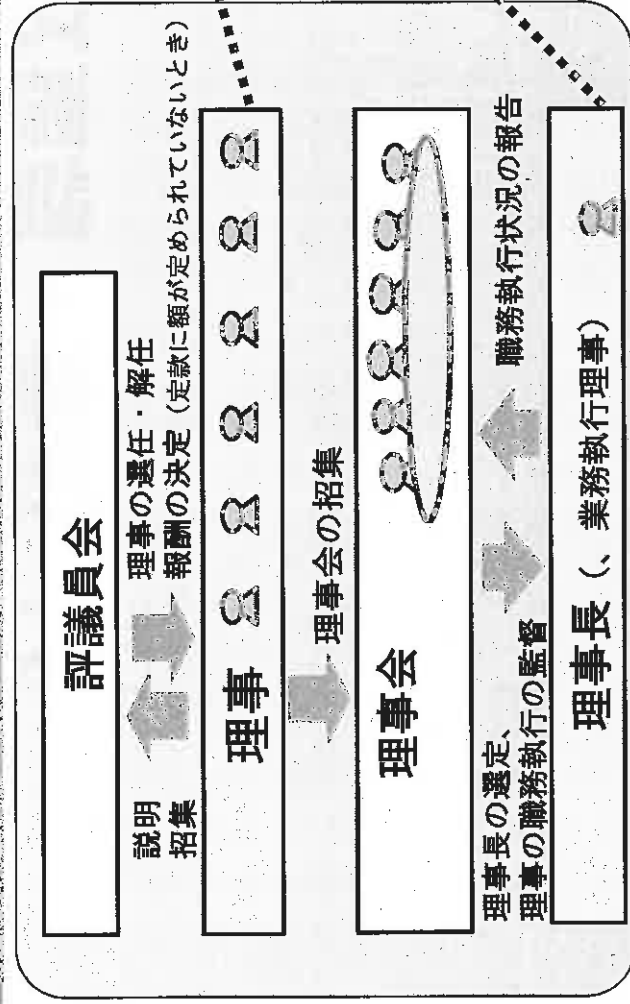 評議員会
説明
招集
理事の選任・解任
報酬の決定（定款に額が定められていないとき）
理事
理事会の招集
理事会
理事長の選定、
理事の職務執行の監督
職務執行状況の報告
理事長（、業務執行理事）